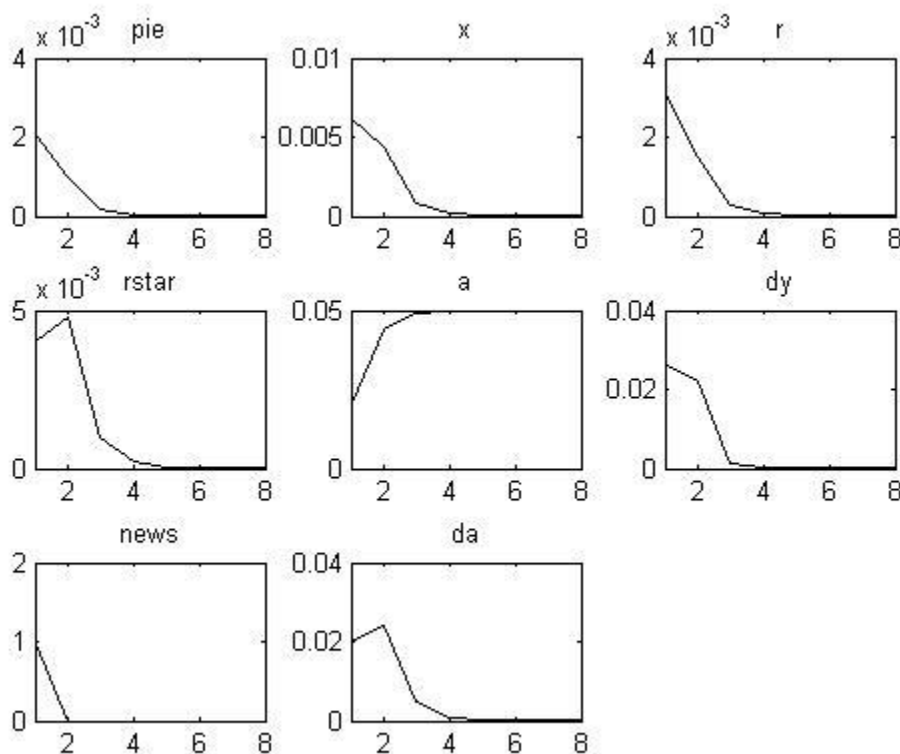 x 10^-3 pie x x 10^-3 r
4 0.01 4
2 0.005 2
0 0 0
2 4 6 8 2 4 6 8 2 4 6 8
x 10^-3 rstar a dy
5 0.05 0.04
0.02
0 0 0
2 4 6 8 2 4 6 8 2 4 6 8
news da
2 0.04
1 0.02
0 0
2 4 6 8 2 4 6 8